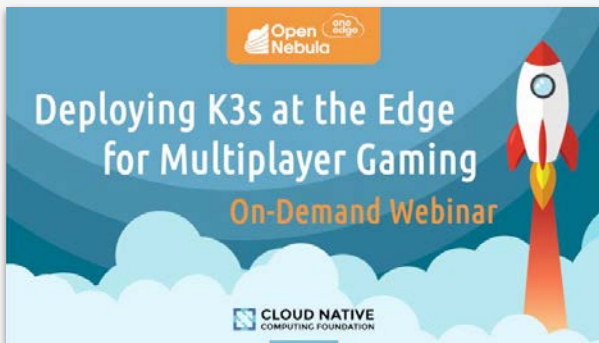 Open
Nebula
one
edge
Deploying K3s at the Edge
for Multiplayer Gaming
On-Demand Webinar
CLOUD NATIVE
COMPUTING FOUNDATION